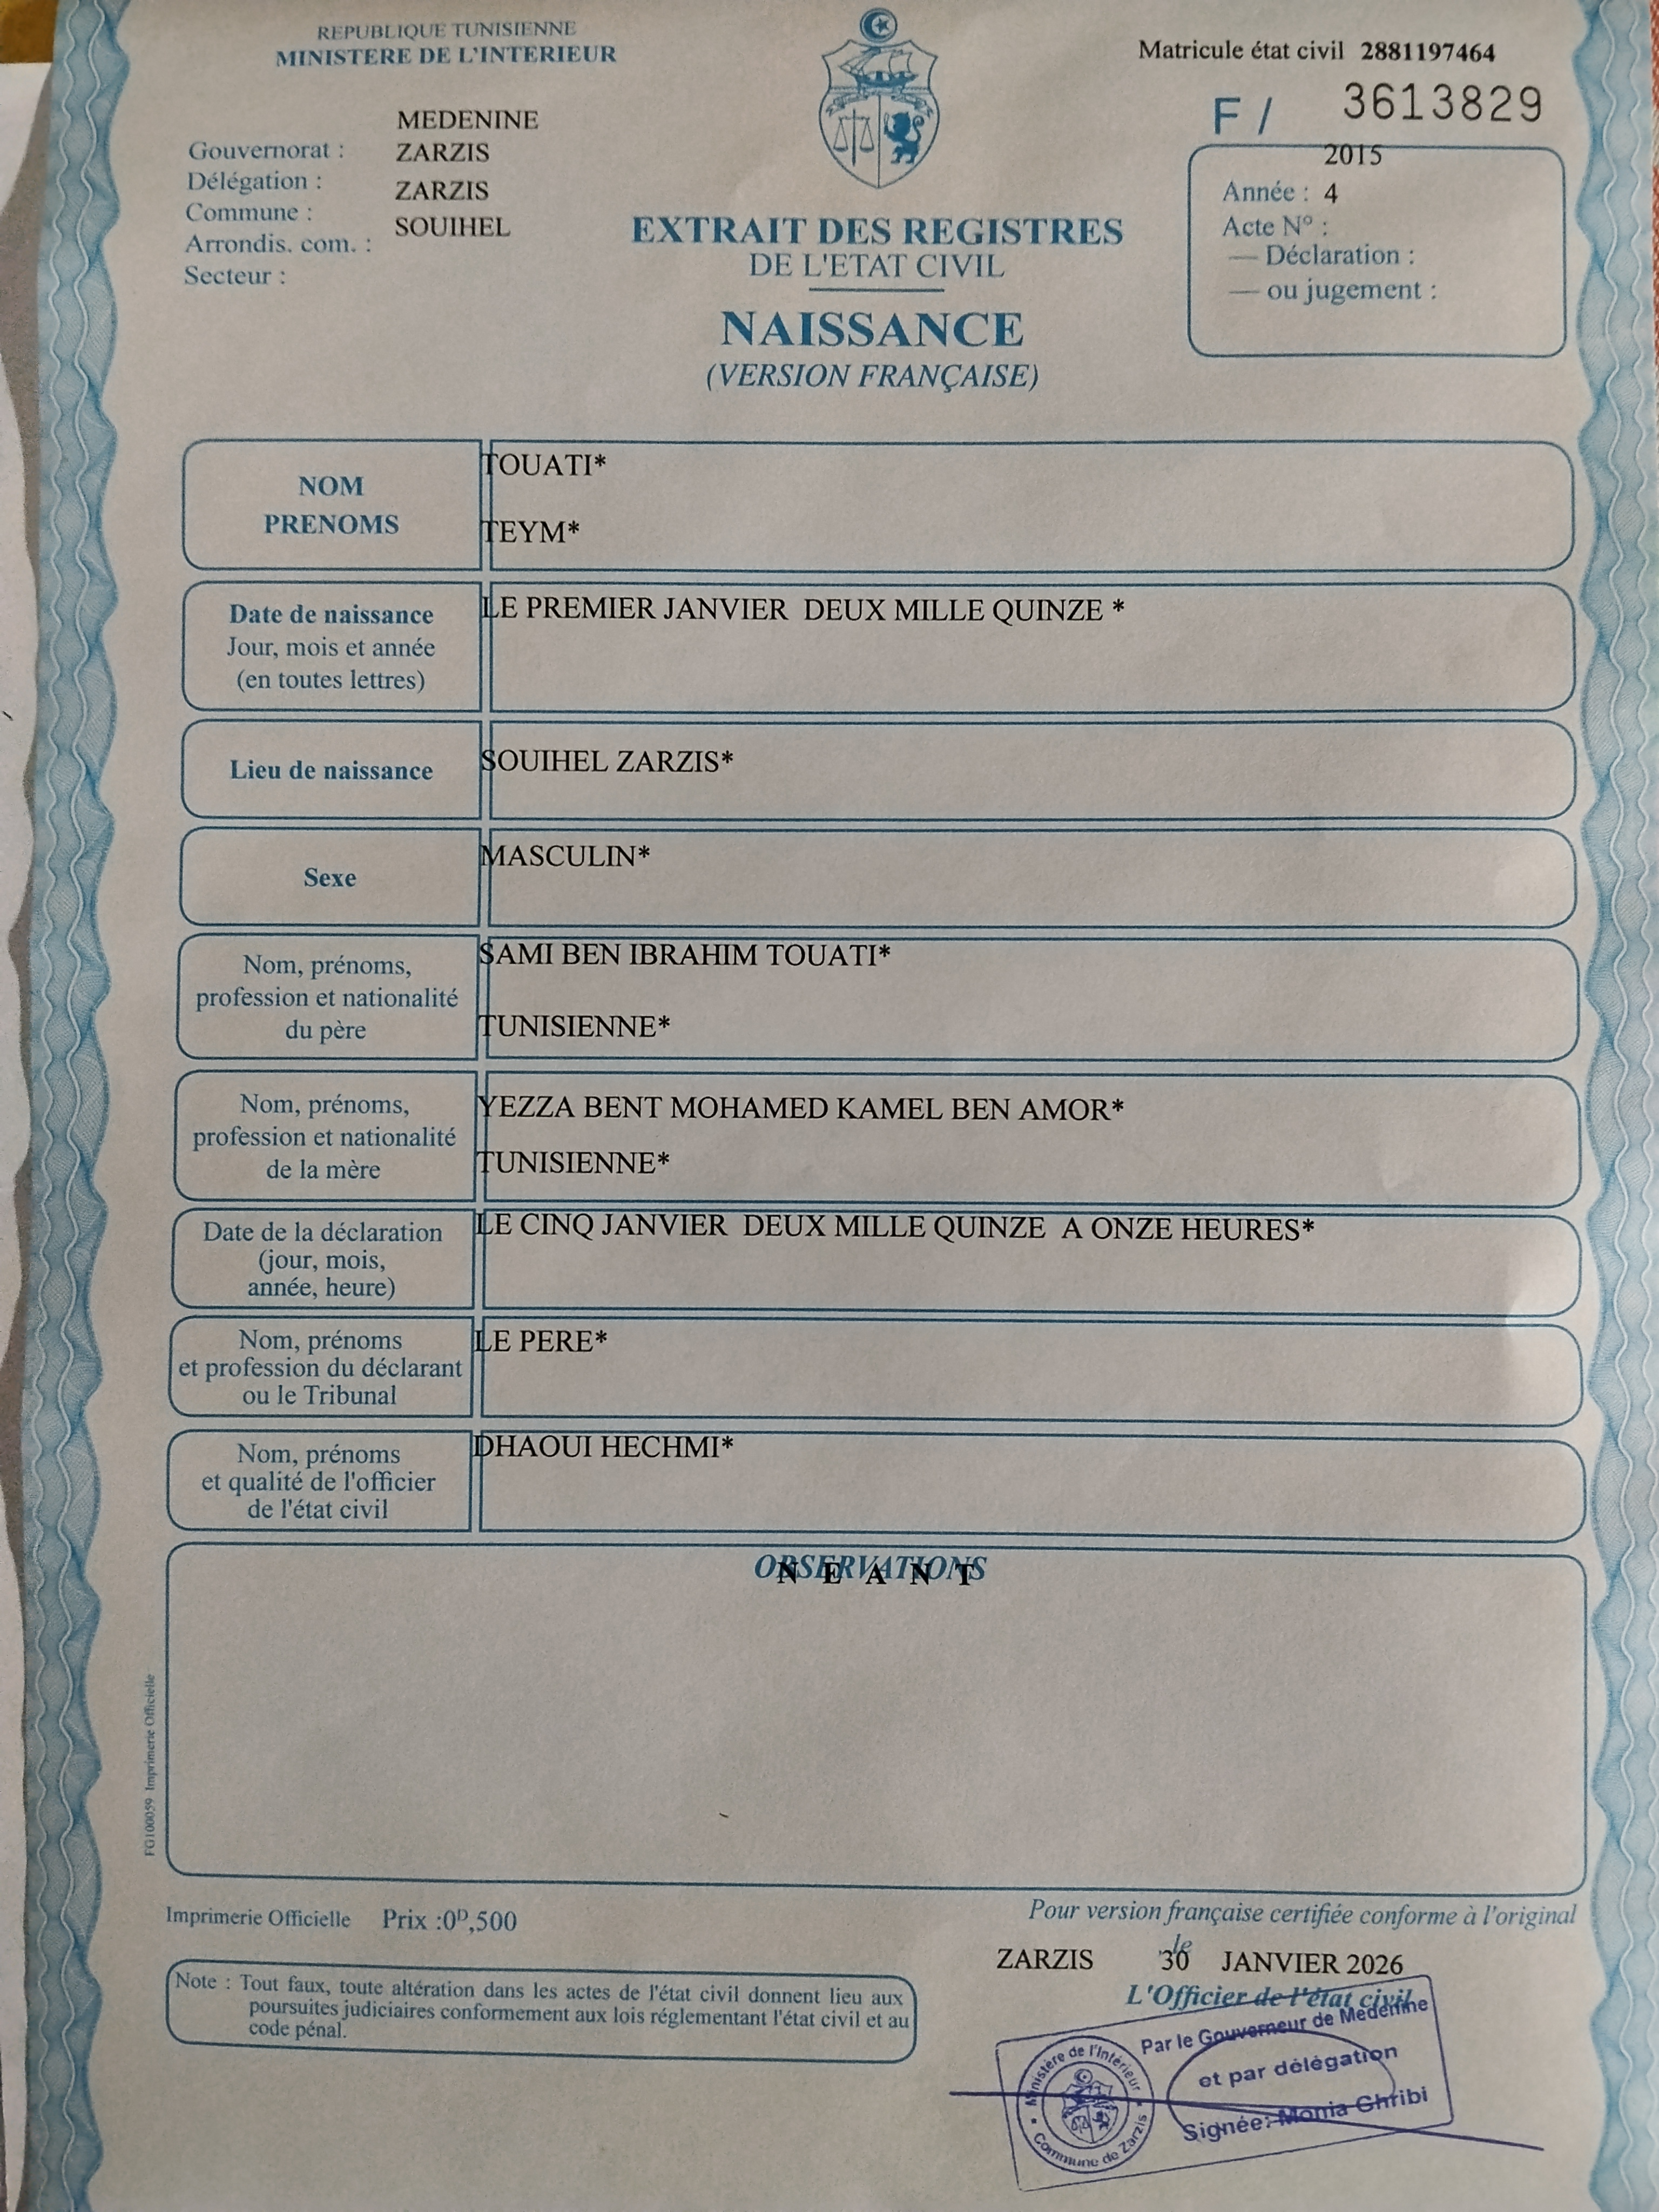 REPUBLIQUE TUNISIENNE
MINISTERE DE L'INTERIEUR
Matricule état civil 2881197464
F / 3613829
MEDENINE
Gouvernorat : ZARZIS
Délégation : ZARZIS
Commune : SOUIHEL
Arrondis. com. :
Secteur :
2015
Année : 4
Acte N° :
— Déclaration :
— ou jugement :
EXTRAIT DES REGISTRES
DE L'ETAT CIVIL
NAISSANCE
(VERSION FRANÇAISE)
NOM
PRENOMS
TOUATI*
TEYM*
Date de naissance
Jour, mois et année
(en toutes lettres)
LE PREMIER JANVIER DEUX MILLE QUINZE *
Lieu de naissance
SOUIHEL ZARZIS*
Sexe
MASCULIN*
Nom, prénoms,
profession et nationalité
du père
SAMI BEN IBRAHIM TOUATI*
TUNISIENNE*
Nom, prénoms,
profession et nationalité
de la mère
YEZZA BENT MOHAMED KAMEL BEN AMOR*
TUNISIENNE*
Date de la déclaration
(jour, mois,
année, heure)
LE CINQ JANVIER DEUX MILLE QUINZE A ONZE HEURES*
Nom, prénoms
et profession du déclarant
ou le Tribunal
LE PERE*
Nom, prénoms
et qualité de l'officier
de l'état civil
DHAOUI HECHMI*
OBSERVATIONS
N E A N T
FG100059 Imprimerie Officielle
Imprimerie Officielle Prix :0ᴰ,500
Pour version française certifiée conforme à l'original
le
ZARZIS 30 JANVIER 2026
L'Officier de l'état civil
Note : Tout faux, toute altération dans les actes de l'état civil donnent lieu aux
poursuites judiciaires conformement aux lois réglementant l'état civil et au
code pénal.
Par le Gouverneur de Medenine
et par délégation
Signée: Monia Ghribi
Ministère de l'Intérieur
Commune de Zarzis